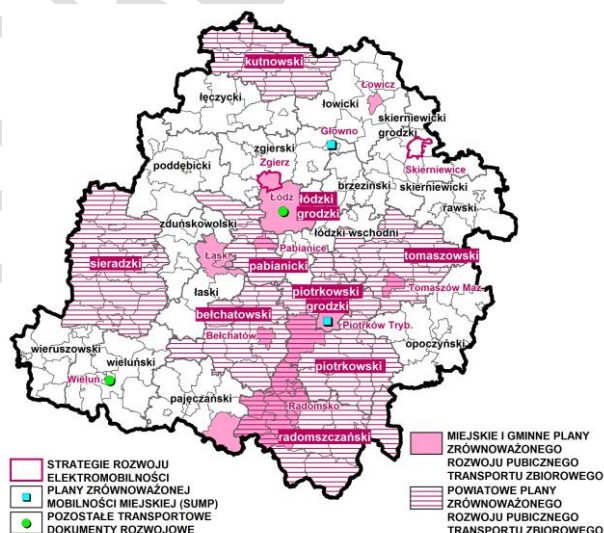 kutnowski
Łowicz
łęczycki
łowicki
skierniewicki
grodzki
Głowno
zgierski
Zgierz
Skierniewice
poddębicki
brzeziński
skierniewicki
Łódź
łódzki
grodzki
rawski
zduńskowolski
łódzki wschodni
Pabianice
tomaszowski
sieradzki
Łask
pabianicki
Tomaszów Maz.
łaski
piotrkowski
grodzki
bełchatowski
Piotrków Tryb.
Bełchatów
opoczyński
wieruszowski
wieluński
piotrkowski
Wieluń
pajęczański
Radomsko
radomszczański
STRATEGIE ROZWOJU
ELEKTROMOBILNOŚCI
PLANY ZRÓWNOWAŻONEJ
MOBILNOŚCI MIEJSKIEJ (SUMP)
POZOSTAŁE TRANSPORTOWE
DOKUMENTY ROZWOJOWE
MIEJSKIE I GMINNE PLANY
ZRÓWNOWAŻONEGO
ROZWOJU PUBICZNEGO
TRANSPORTU ZBIOROWEGO
POWIATOWE PLANY
ZRÓWNOWAŻONEGO
ROZWOJU PUBICZNEGO
TRANSPORTU ZBIOROWEGO